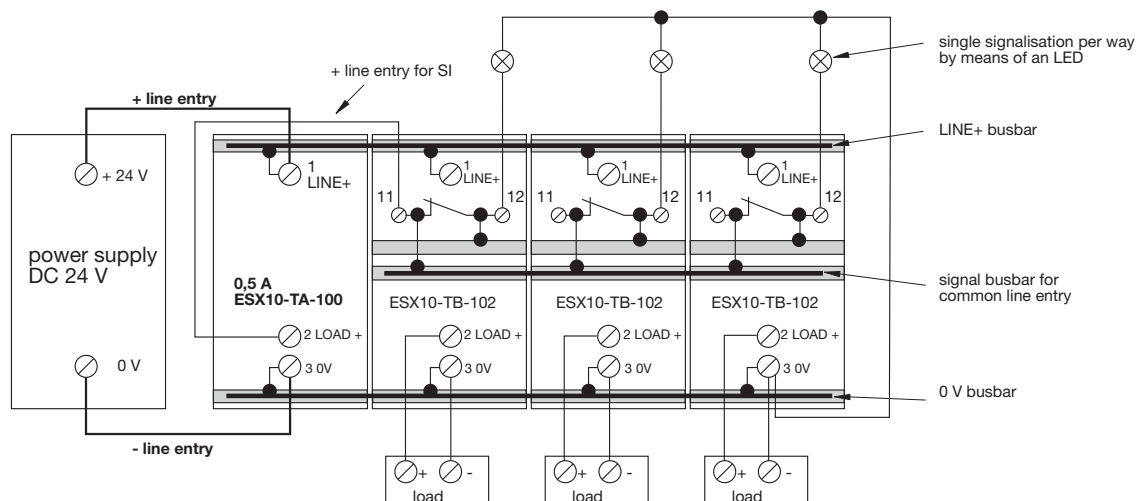 single signalisation per way
by means of an LED
+ line entry for SI
+ line entry
LINE+ busbar
+ 24 V
1
LINE+
1
LINE+
1
LINE+
1
LINE+
11
12
11
12
11
12
power supply
DC 24 V
0,5 A
ESX10-TA-100
ESX10-TB-102
ESX10-TB-102
ESX10-TB-102
signal busbar for
common line entry
2 LOAD +
2 LOAD +
2 LOAD +
2 LOAD +
0 V
3 0V
3 0V
3 0V
3 0V
0 V busbar
- line entry
+ -
load
+ -
load
+ -
load